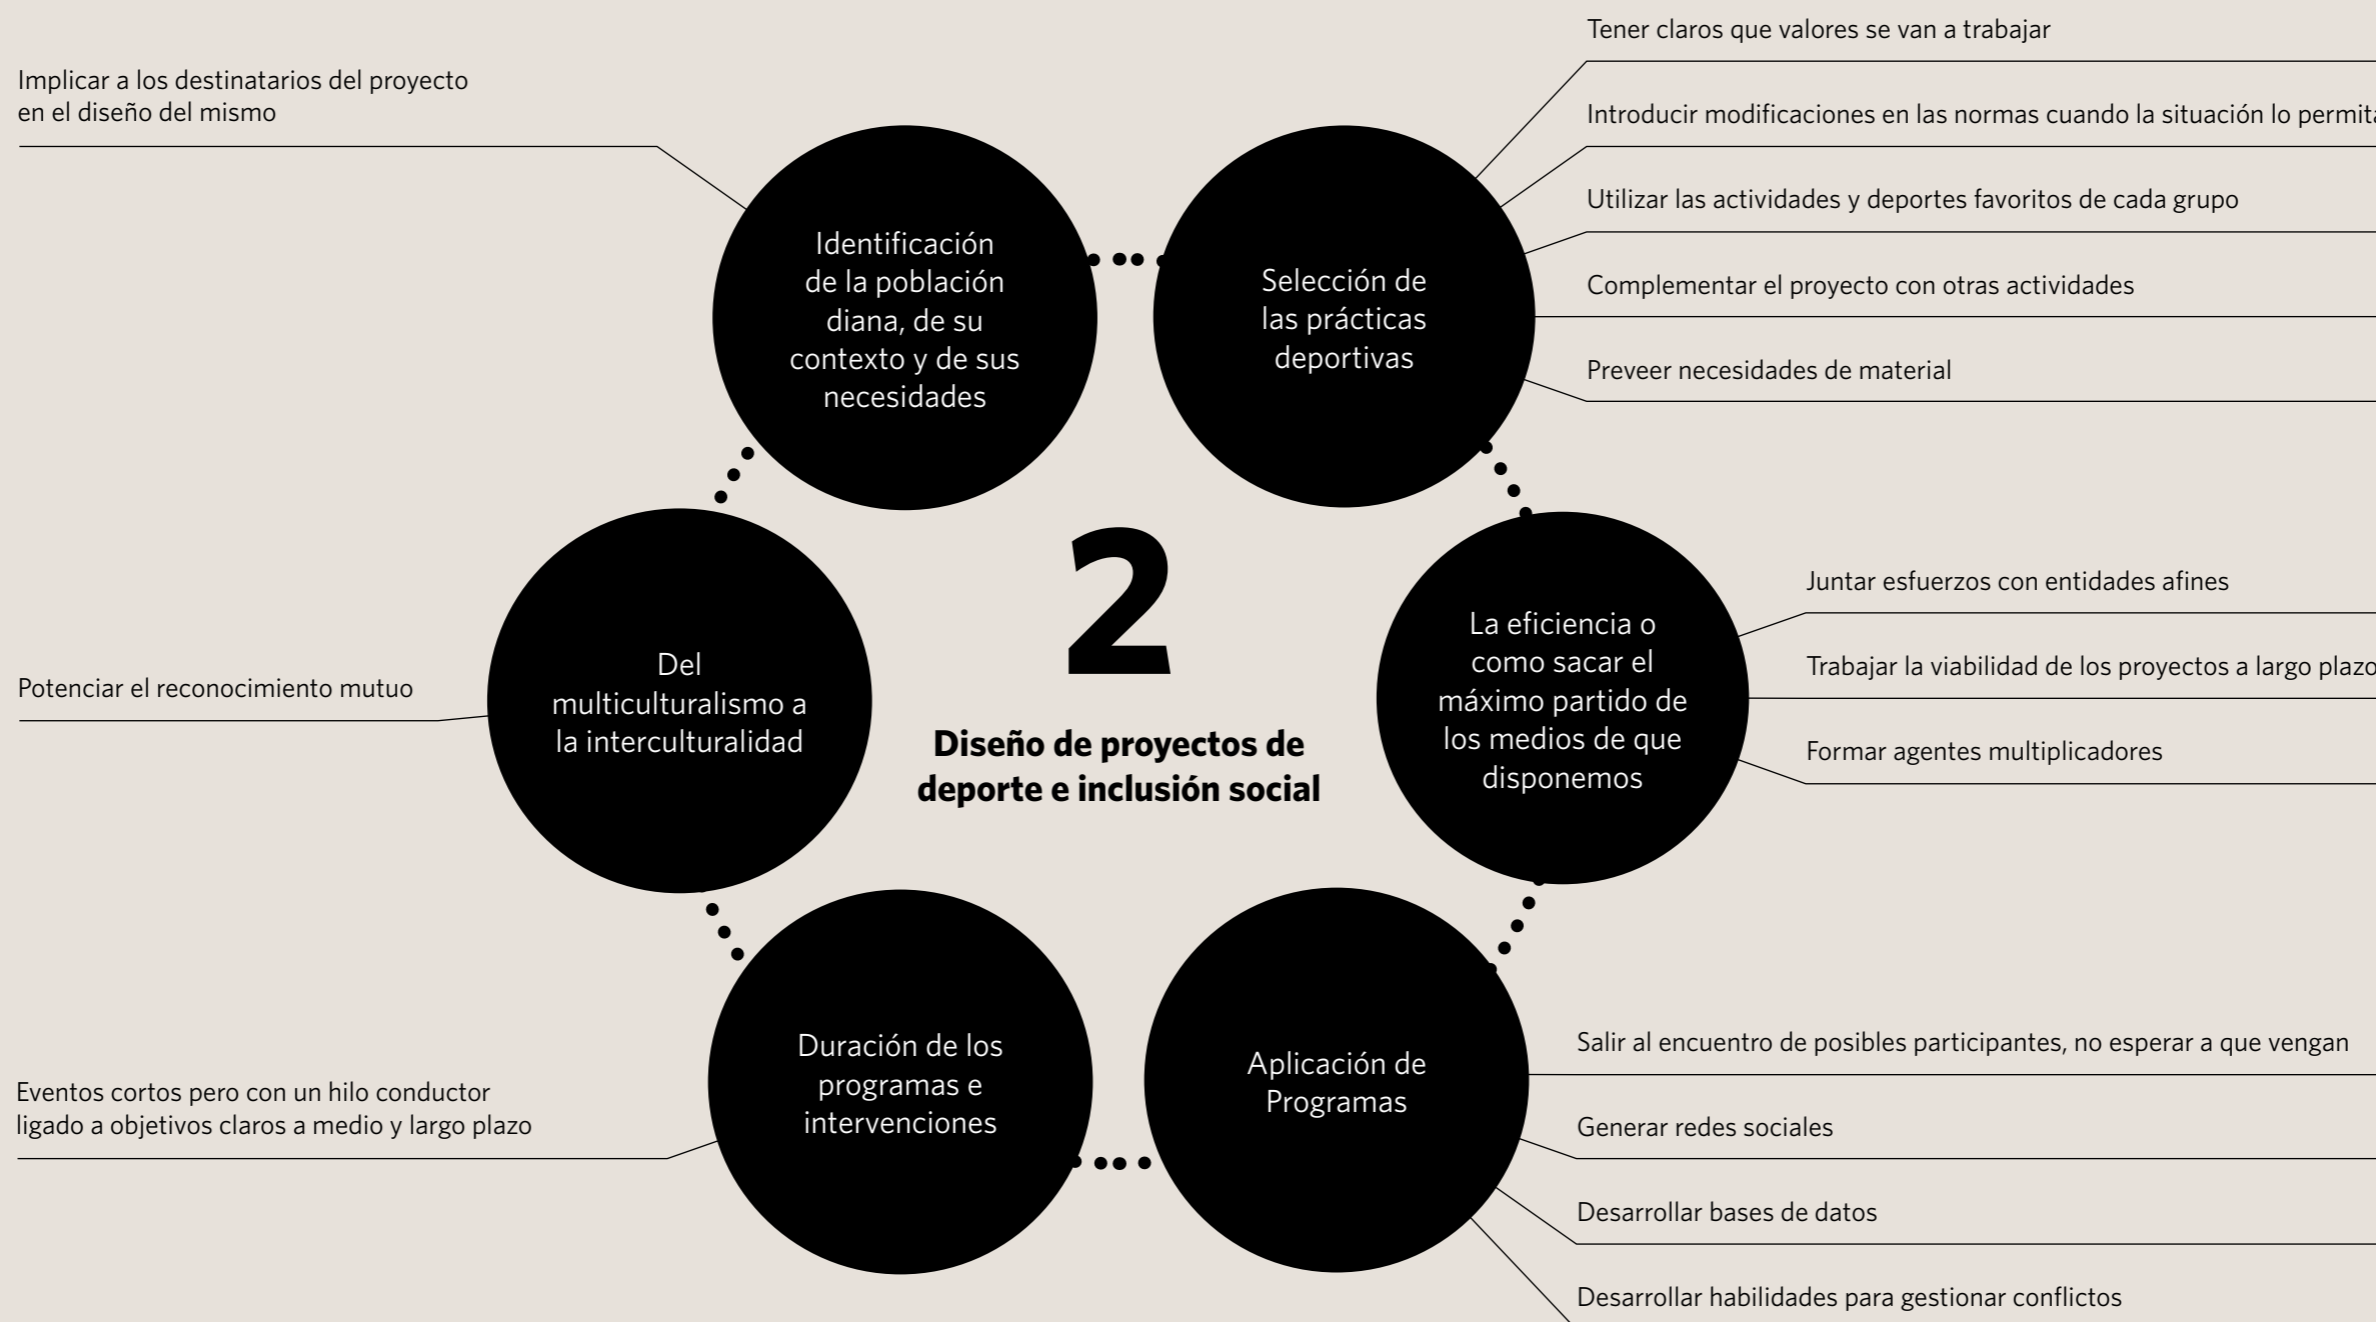 Implicar a los destinatarios del proyecto
en el diseño del mismo
Identificación
de la población
diana, de su
contexto y de sus
necesidades
Selección de
las prácticas
deportivas
Tener claros que valores se van a trabajar
Introducir modificaciones en las normas cuando la situación lo permita
Utilizar las actividades y deportes favoritos de cada grupo
Complementar el proyecto con otras actividades
Preveer necesidades de material
Potenciar el reconocimiento mutuo
Del
multiculturalismo a
la interculturalidad
2
Diseño de proyectos de
deporte e inclusión social
La eficiencia o
como sacar el
máximo partido de
los medios de que
disponemos
Juntar esfuerzos con entidades afines
Trabajar la viabilidad de los proyectos a largo plazo
Formar agentes multiplicadores
Eventos cortos pero con un hilo conductor
ligado a objetivos claros a medio y largo plazo
Duración de los
programas e
intervenciones
Aplicación de
Programas
Salir al encuentro de posibles participantes, no esperar a que vengan
Generar redes sociales
Desarrollar bases de datos
Desarrollar habilidades para gestionar conflictos